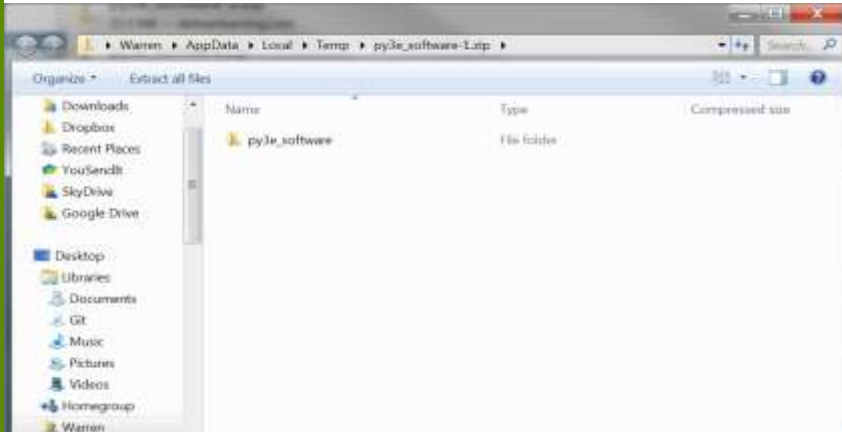 Warren ▸ AppData ▸ Local ▸ Temp ▸ py3e_software-1.zip ▸
Search
Organize
Extract all files
Downloads
Dropbox
Recent Places
YouSendIt
SkyDrive
Google Drive
Desktop
Libraries
Documents
Git
Music
Pictures
Videos
Homegroup
Warren
Name
Type
Compressed size
py3e_software
File folder